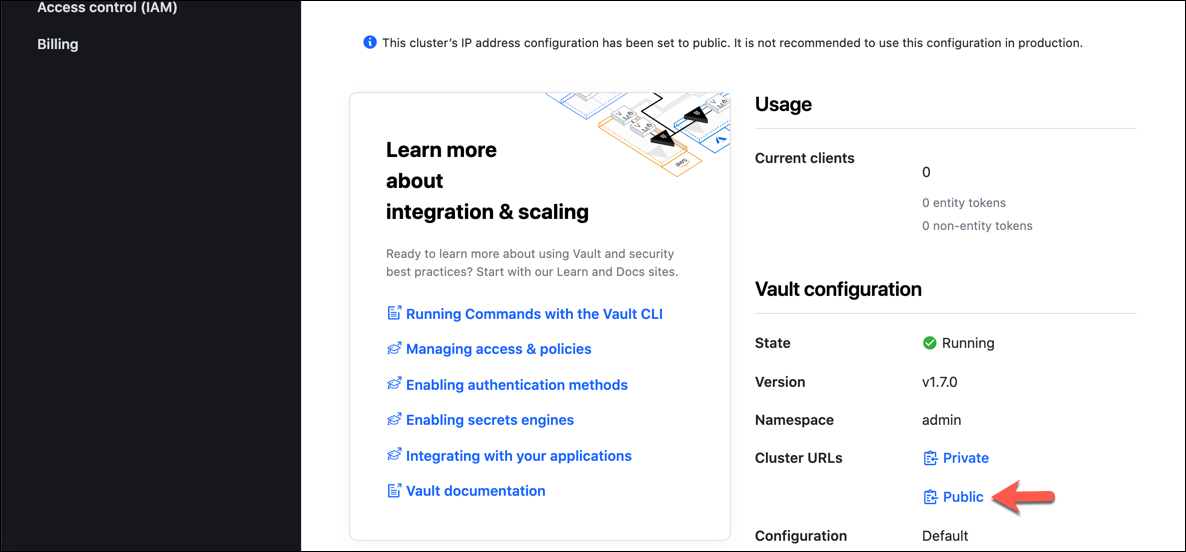 Access control (IAM)
Billing
This cluster's IP address configuration has been set to public. It is not recommended to use this configuration in production.
Learn more
about
integration & scaling
Ready to learn more about using Vault and security
best practices? Start with our Learn and Docs sites.
Running Commands with the Vault CLI
Managing access & policies
Enabling authentication methods
Enabling secrets engines
Integrating with your applications
Vault documentation
Usage
Current clients
0
0 entity tokens
0 non-entity tokens
Vault configuration
State
Running
Version
v1.7.0
Namespace
admin
Cluster URLs
Private
Public
Configuration
Default